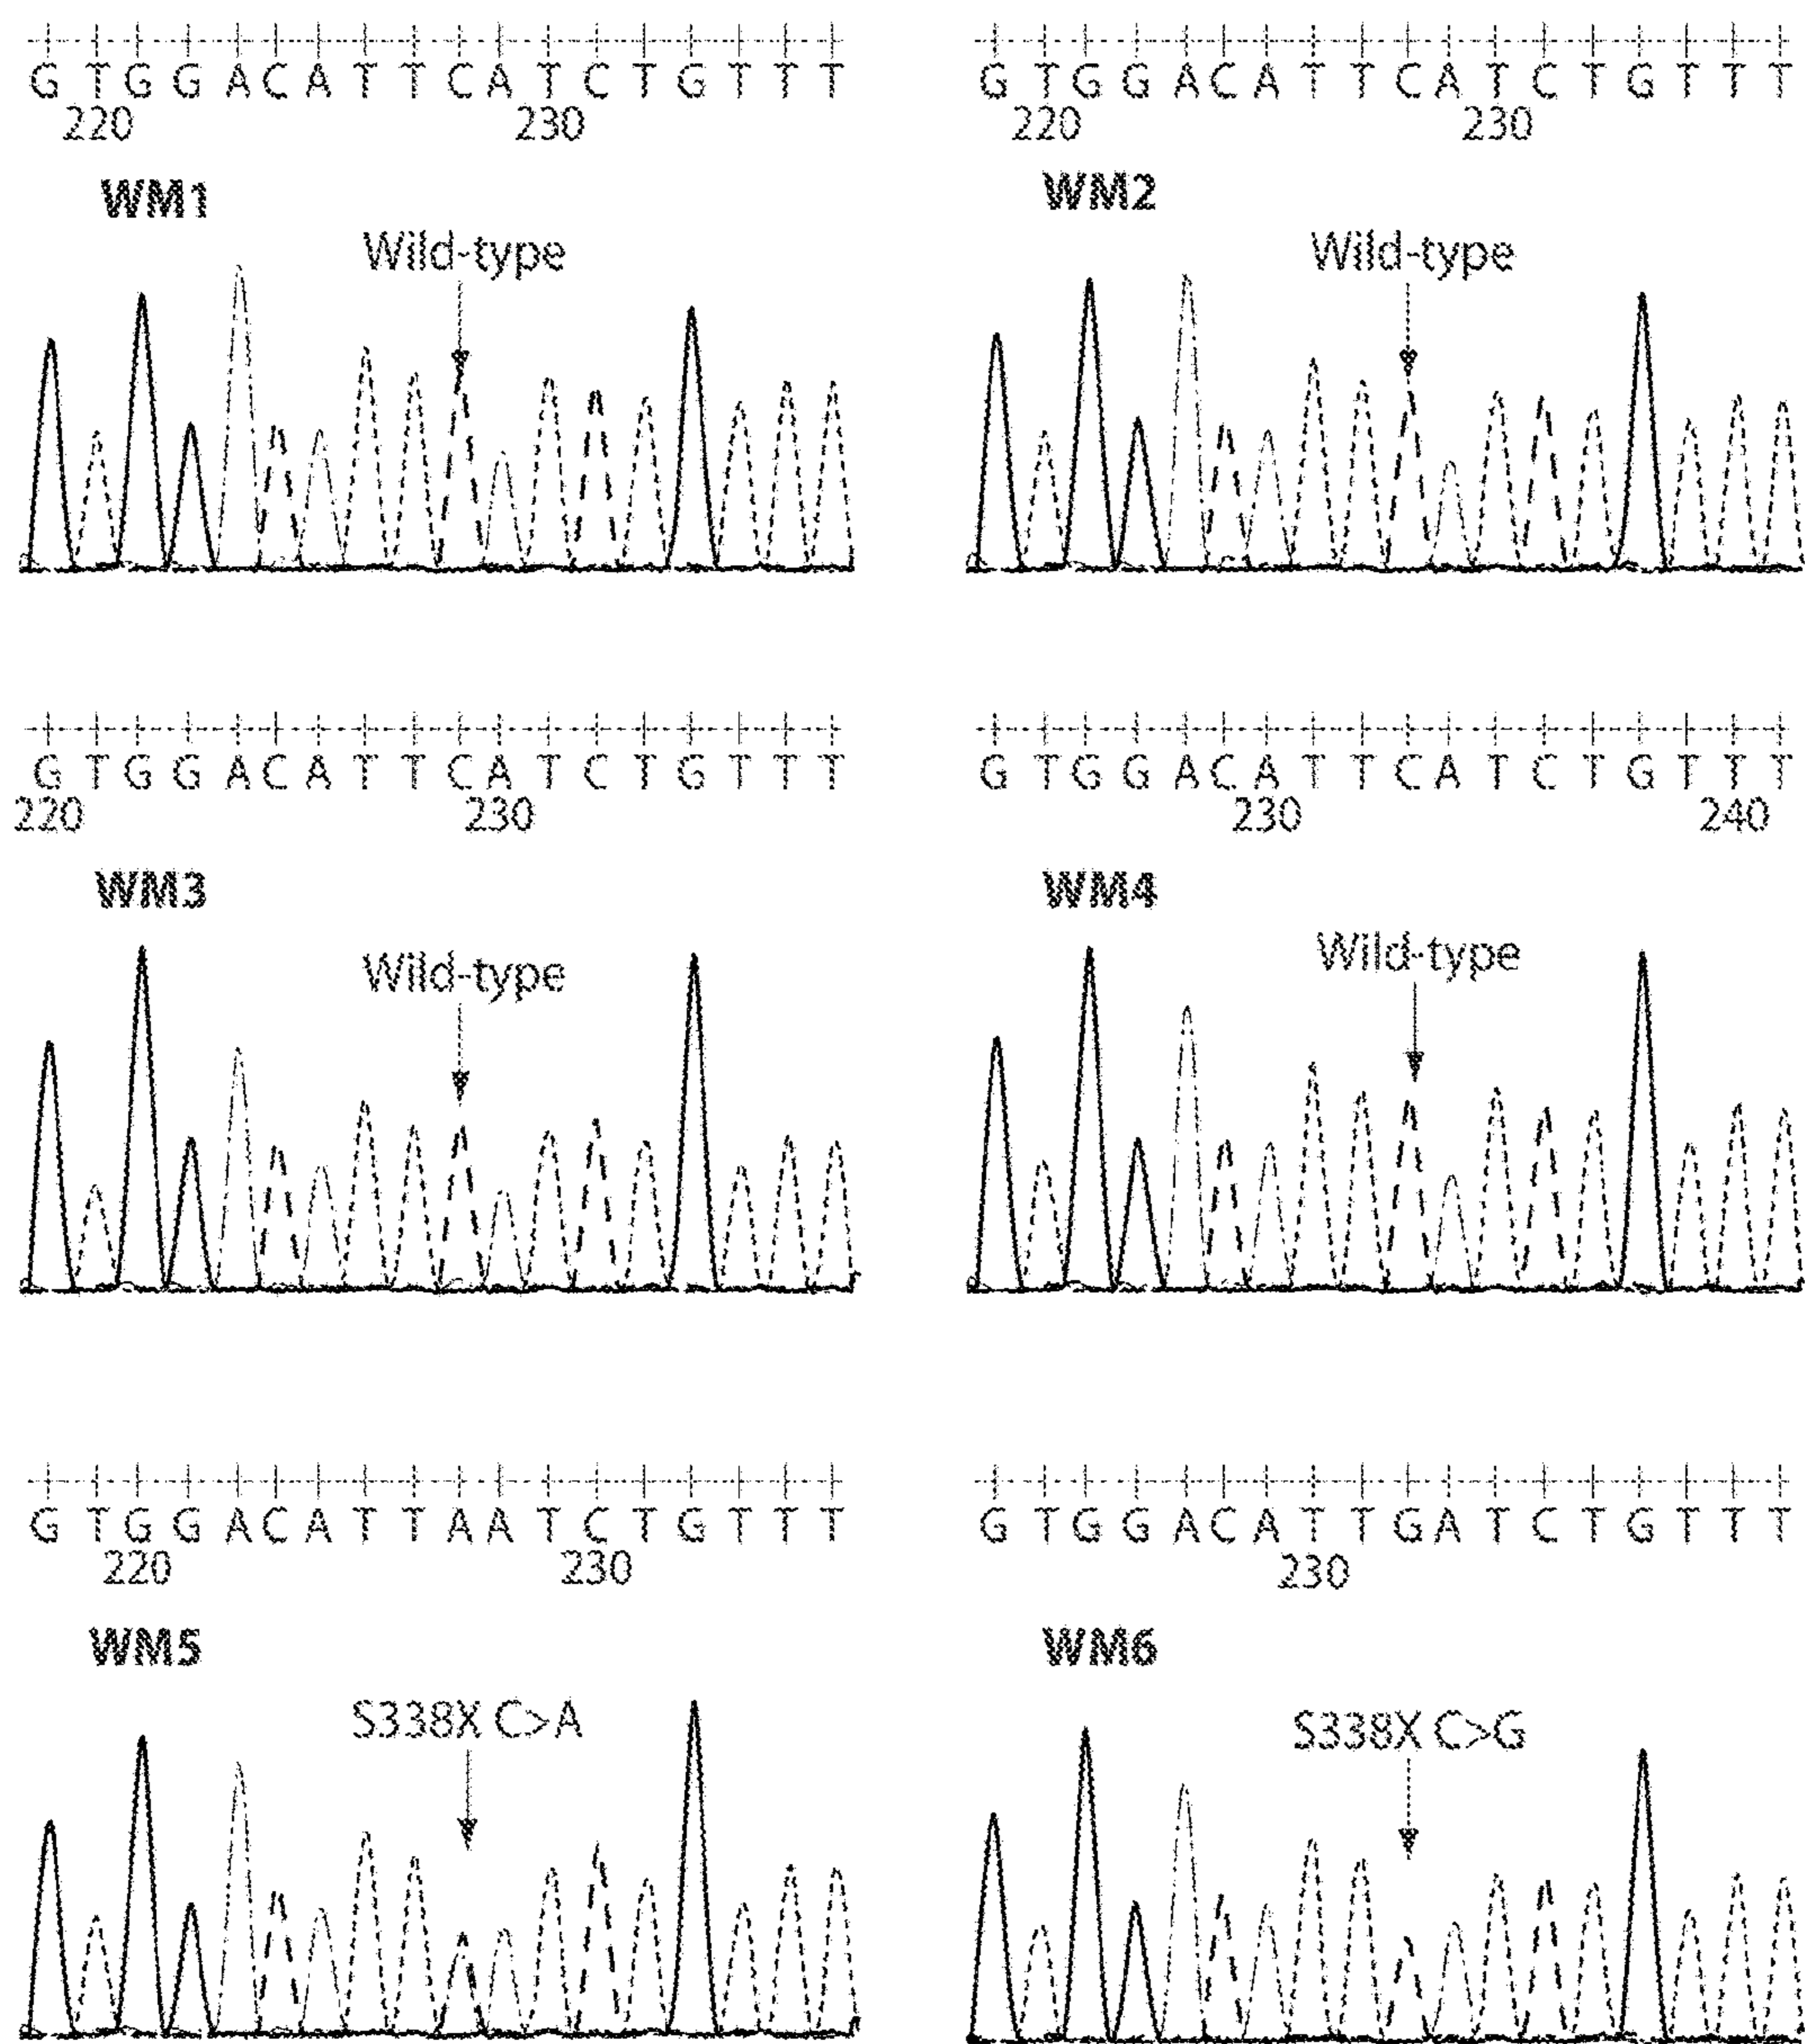 G T G G A C A T T C A T C T G T T T
220 230
WM1
Wild-type
G T G G A C A T T C A T C T G T T T
220 230
WM2
Wild-type
G T G G A C A T T C A T C T G T T T
220 230
WM3
Wild-type
G T G G A C A T T C A T C T G T T T
230 240
WM4
Wild-type
G T G G A C A T T A A T C T G T T T
220 230
WM5
S338X C>A
G T G G A C A T T G A T C T G T T T
230
WM6
S338X C>G